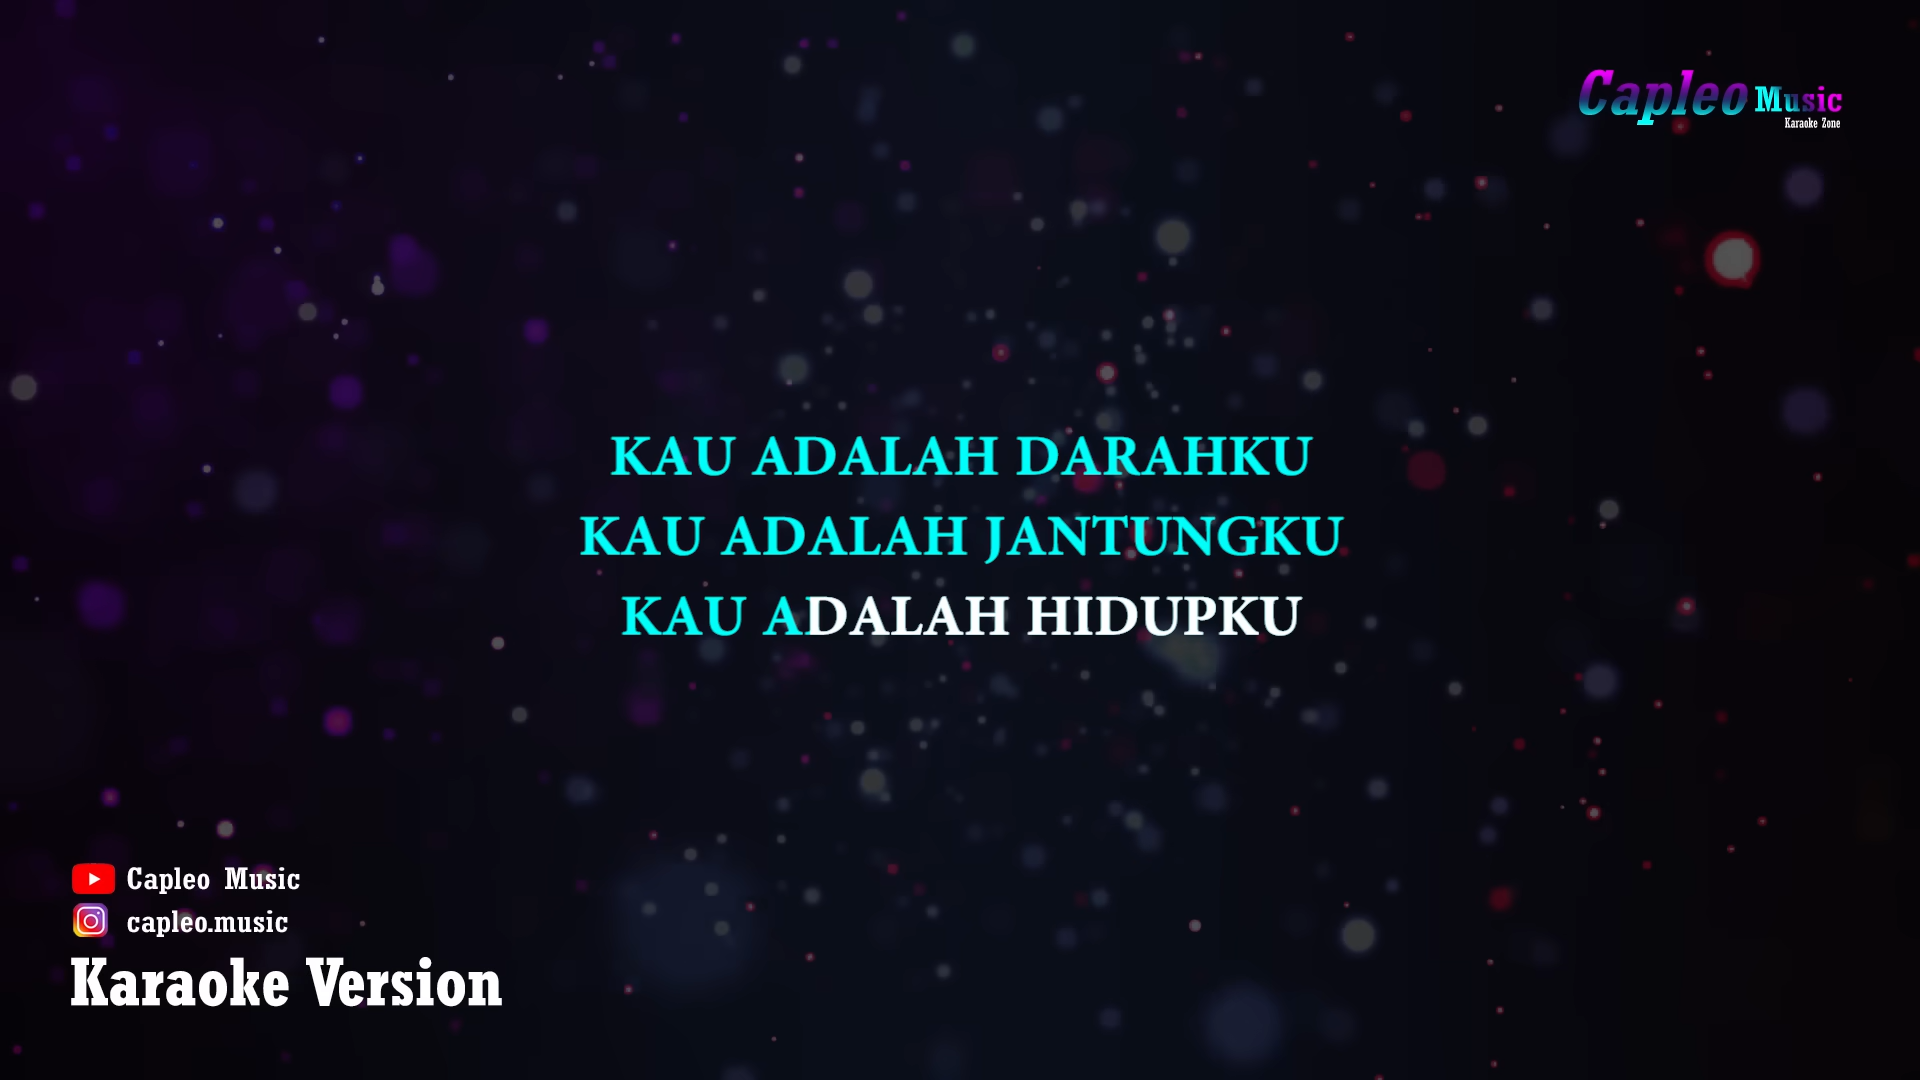 Capleo Music
Karaoke Zone
KAU ADALAH DARAHKU
KAU ADALAH JANTUNGKU
KAU ADALAH HIDUPKU
Capleo Music
capleo.music
Karaoke Version